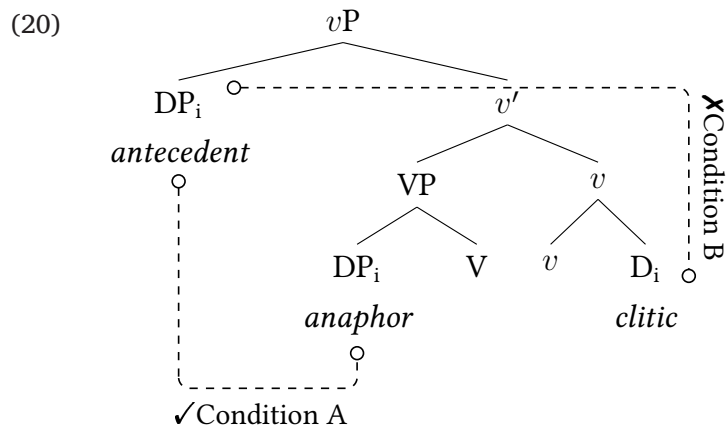 (20)
vP
DPᵢ
v′
antecedent
✗Condition B
VP
v
DPᵢ
V
v
Dᵢ
anaphor
clitic
✓Condition A